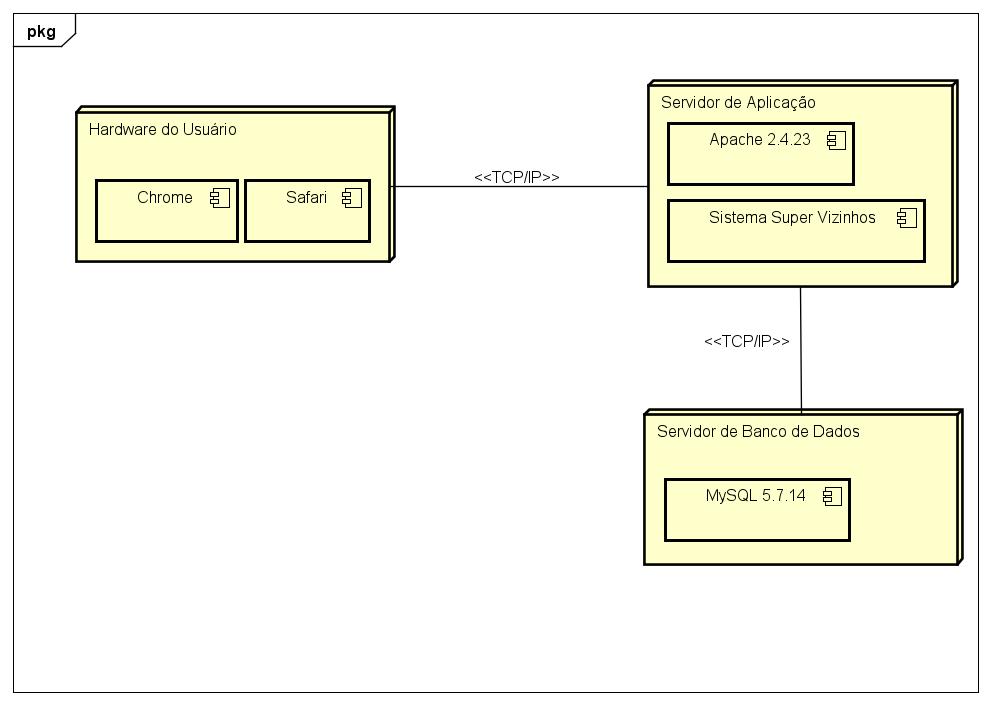 pkg
Hardware do Usuário
Chrome
Safari
<<TCP/IP>>
Servidor de Aplicação
Apache 2.4.23
Sistema Super Vizinhos
<<TCP/IP>>
Servidor de Banco de Dados
MySQL 5.7.14